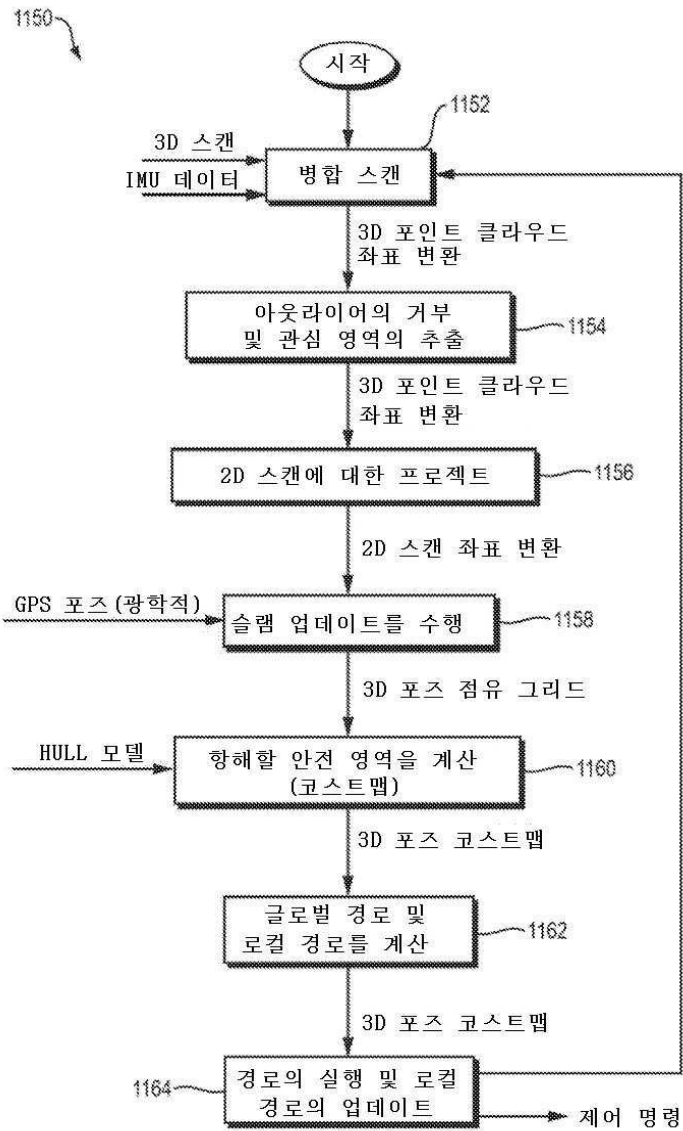 1150
시작
1152
3D 스캔
IMU 데이터
병합 스캔
3D 포인트 클라우드
좌표 변환
아웃라이어의 거부
및 관심 영역의 추출
1154
3D 포인트 클라우드
좌표 변환
2D 스캔에 대한 프로젝트
1156
2D 스캔 좌표 변환
GPS 포즈(광학적)
슬램 업데이트를 수행
1158
3D 포즈 점유 그리드
HULL 모델
항해할 안전 영역을 계산
(코스트맵)
1160
3D 포즈 코스트맵
글로벌 경로 및
로컬 경로를 계산
1162
3D 포즈 코스트맵
1164
경로의 실행 및 로컬
경로의 업데이트
제어 명령